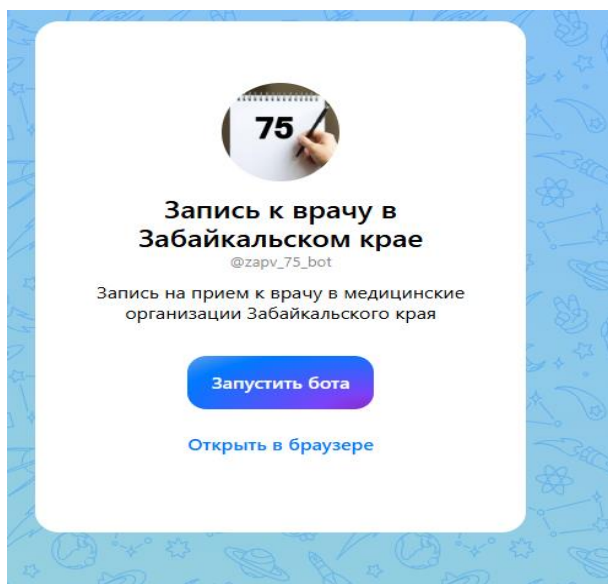 75
Запись к врачу в
Забайкальском крае
@zapv_75_bot
Запись на прием к врачу в медицинские
организации Забайкальского края
Запустить бота
Открыть в браузере